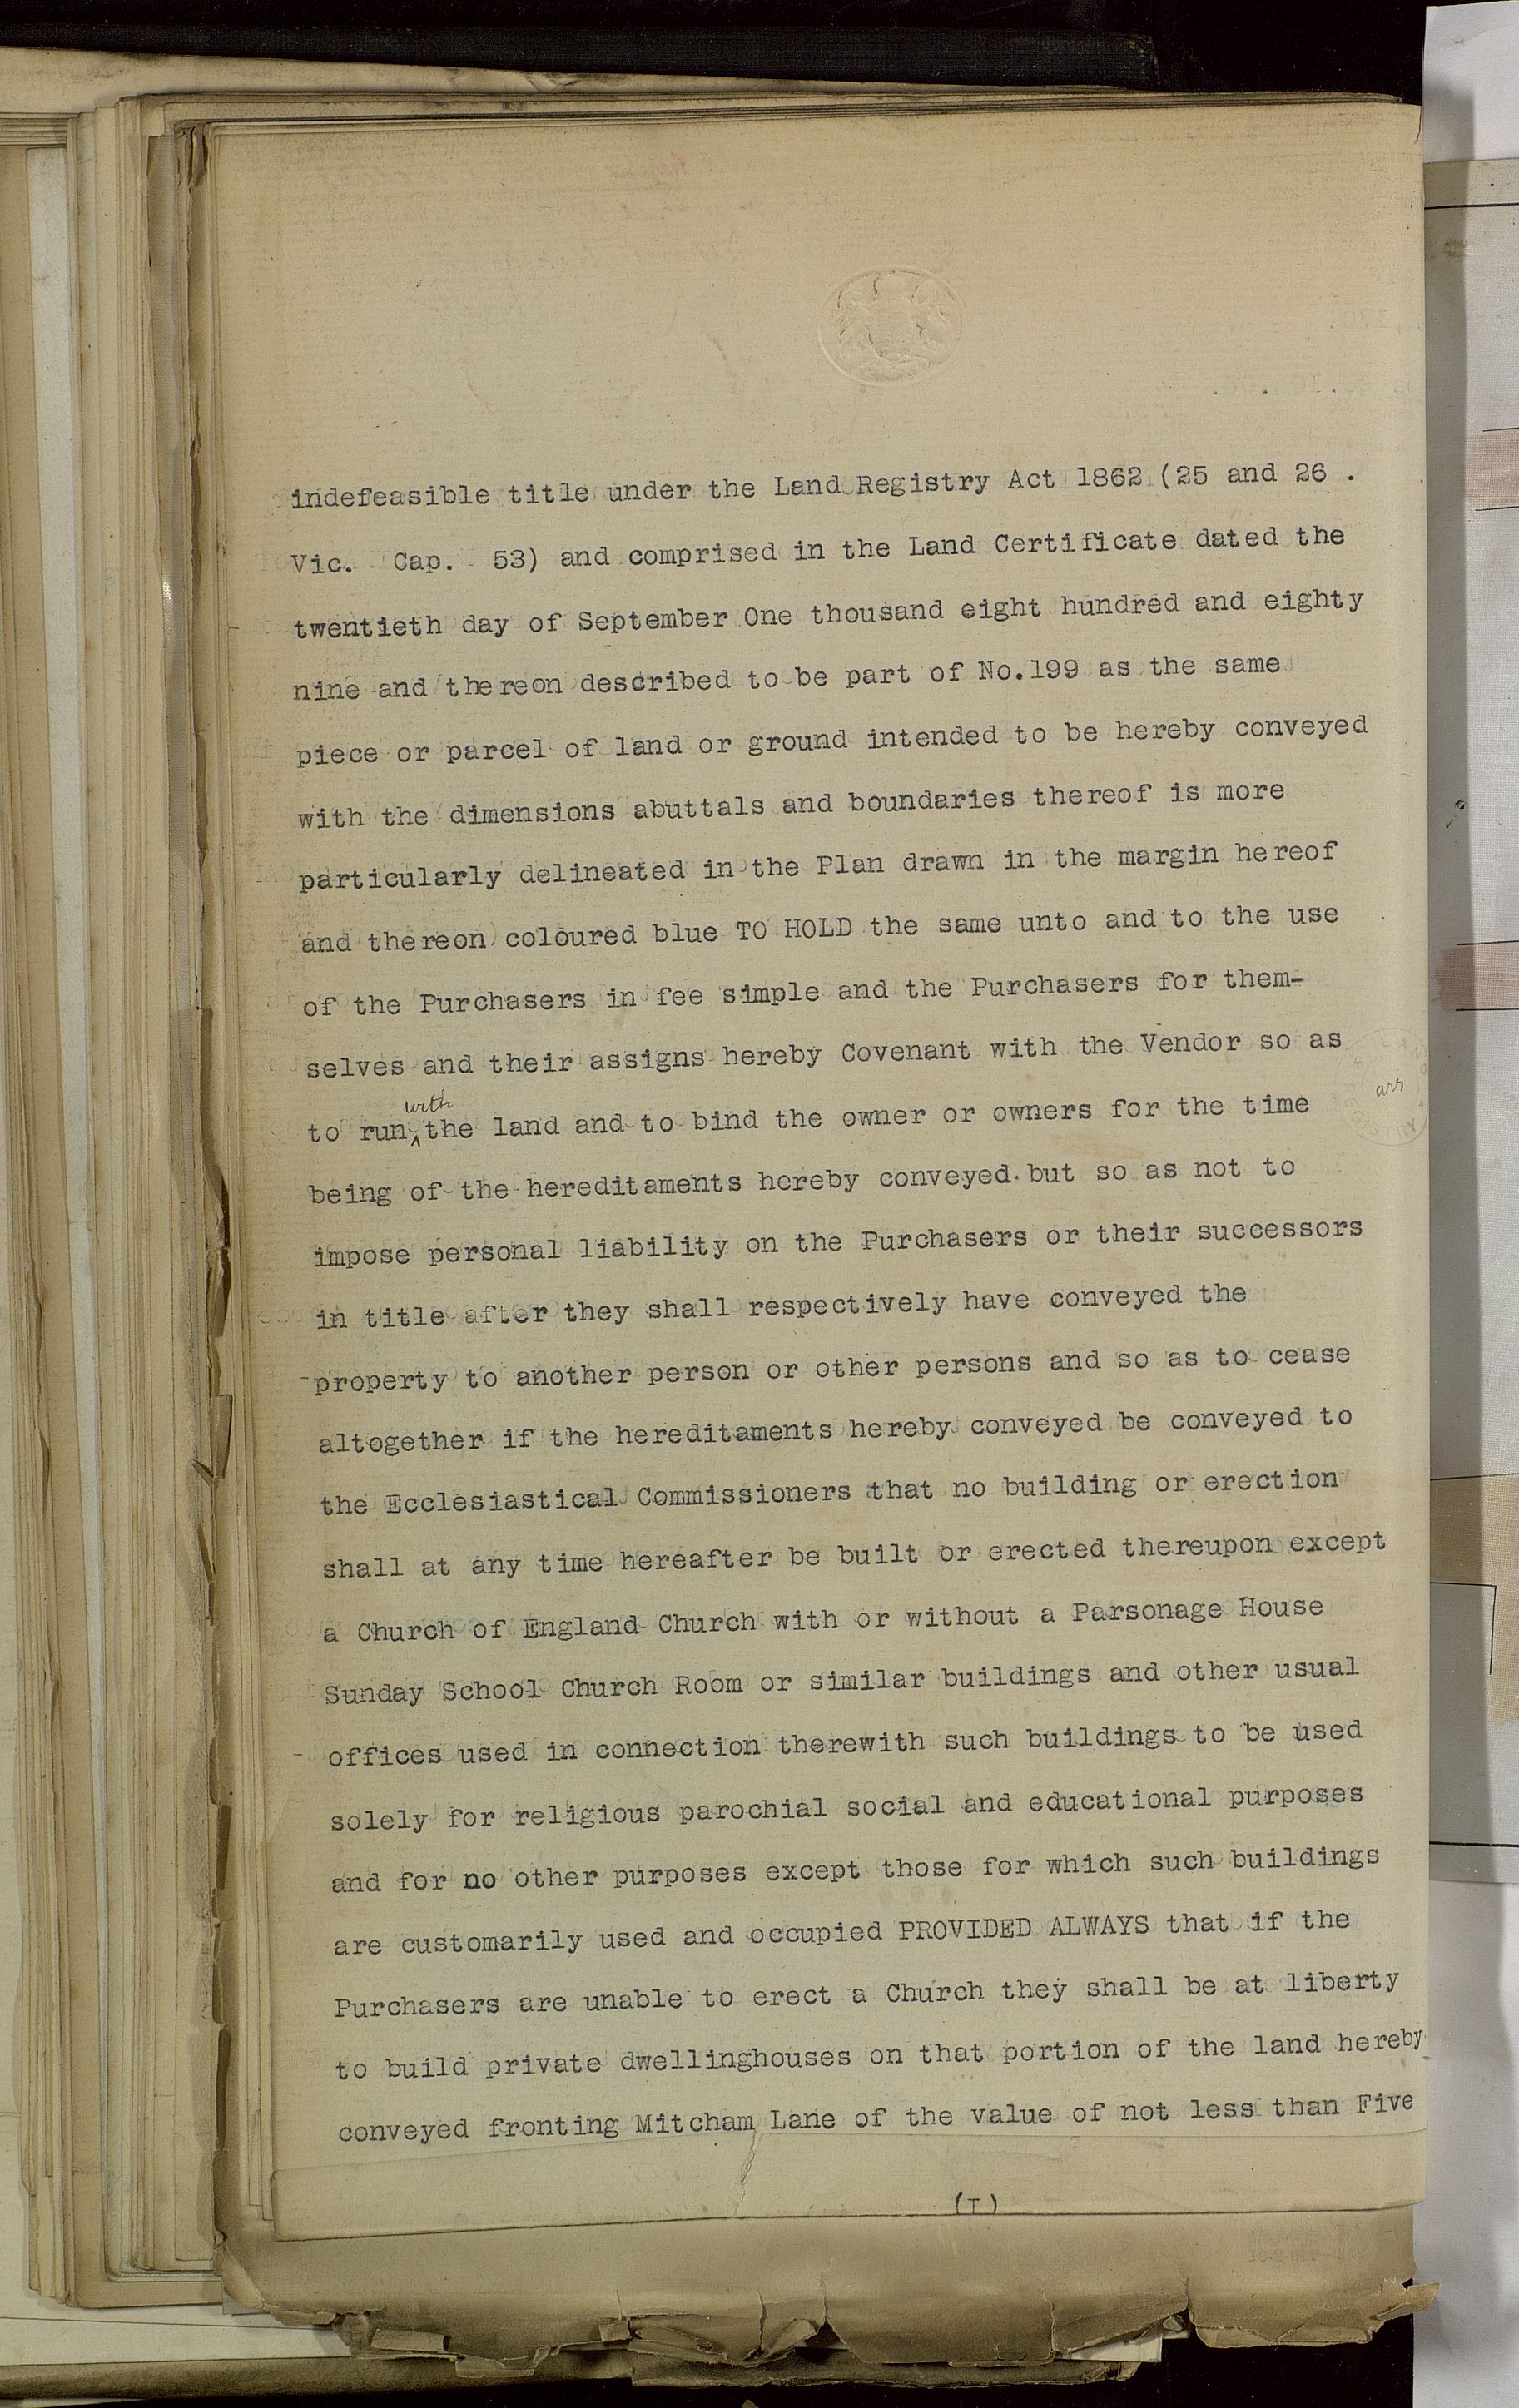 indefeasible title under the Land Registry Act 1862 (25 and 26 .
Vic. Cap. 53) and comprised in the Land Certificate dated the
twentieth day of September One thousand eight hundred and eighty
nine and thereon described to be part of No.199 as the same
piece or parcel of land or ground intended to be hereby conveyed
with the dimensions abuttals and boundaries thereof is more
particularly delineated in the Plan drawn in the margin hereof
and thereon coloured blue TO HOLD the same unto and to the use
of the Purchasers in fee simple and the Purchasers for them-
selves and their assigns hereby Covenant with the Vendor so as
with
to run the land and to bind the owner or owners for the time
being of the hereditaments hereby conveyed but so as not to
impose personal liability on the Purchasers or their successors
in title after they shall respectively have conveyed the
property to another person or other persons and so as to cease
altogether if the hereditaments hereby conveyed be conveyed to
the Ecclesiastical Commissioners that no building or erection
shall at any time hereafter be built or erected thereupon except
a Church of England Church with or without a Parsonage House
Sunday School Church Room or similar buildings and other usual
offices used in connection therewith such buildings to be used
solely for religious parochial social and educational purposes
and for no other purposes except those for which such buildings
are customarily used and occupied PROVIDED ALWAYS that if the
Purchasers are unable to erect a Church they shall be at liberty
to build private dwellinghouses on that portion of the land hereby
conveyed fronting Mitcham Lane of the value of not less than Five